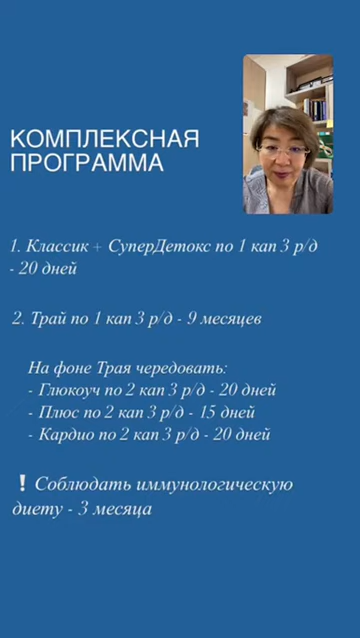 КОМПЛЕКСНАЯ
ПРОГРАММА
1. Классик + СуперДетокс по 1 кап 3 р/д
- 20 дней
2. Трай по 1 кап 3 р/д - 9 месяцев
На фоне Трая чередовать:
- Глюкоуч по 2 кап 3 р/д - 20 дней
- Плюс по 2 кап 3 р/д - 15 дней
- Кардио по 2 кап 3 р/д - 20 дней
❗ Соблюдать иммунологическую
диету - 3 месяца